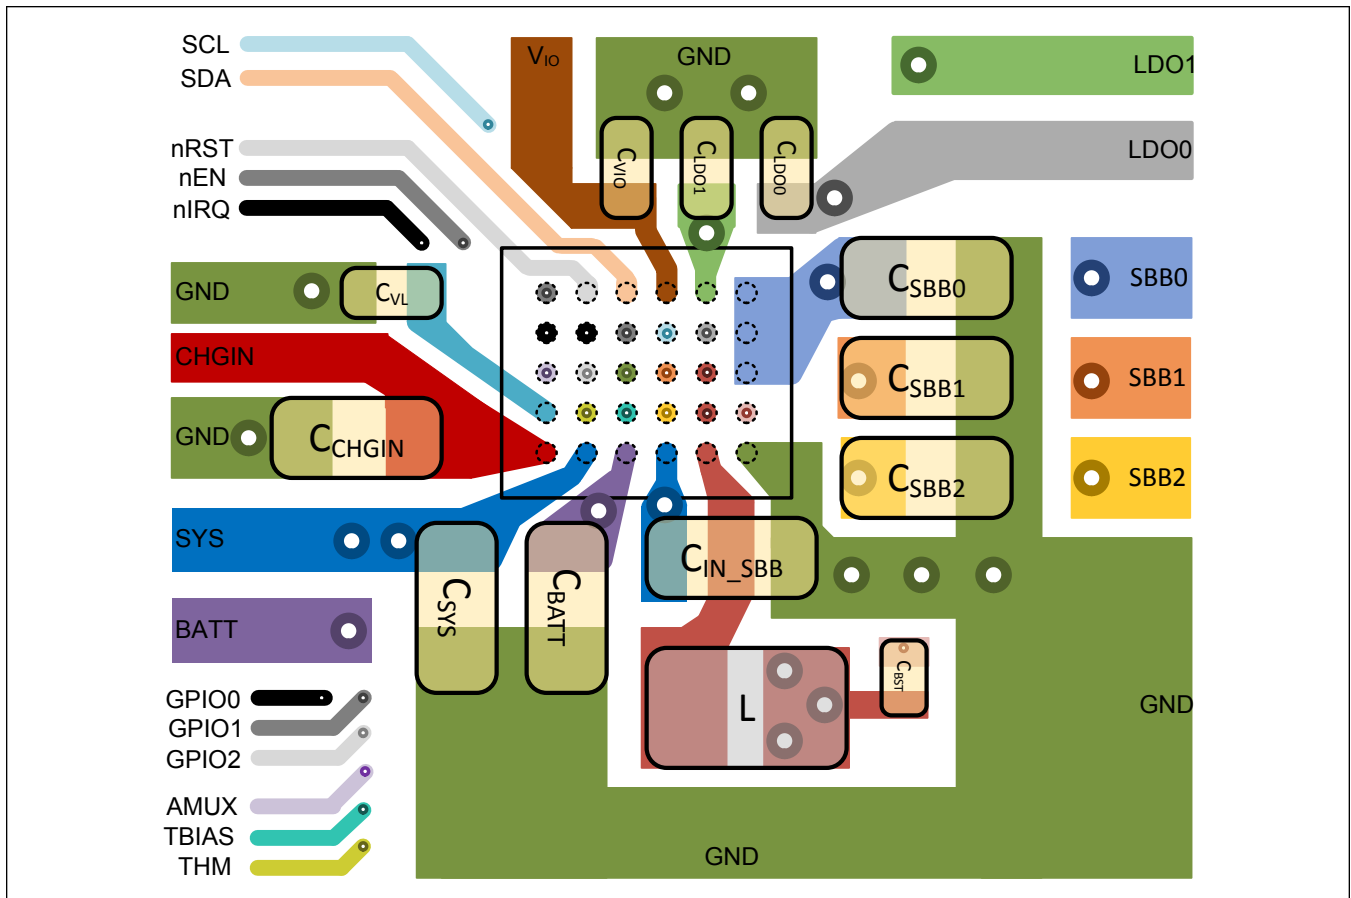 SCL
SDA
nRST
nEN
nIRQ
VIO
GND
LDO1
LDO0
CVIO
CLDO1
CLDO0
GND
CVL
CHGIN
GND
CCHGIN
SYS
BATT
CSBB0
CSBB1
CSBB2
SBB0
SBB1
SBB2
CSYS
CBATT
CIN_SBB
L
CBST
GND
GND
GPIO0
GPIO1
GPIO2
AMUX
TBIAS
THM